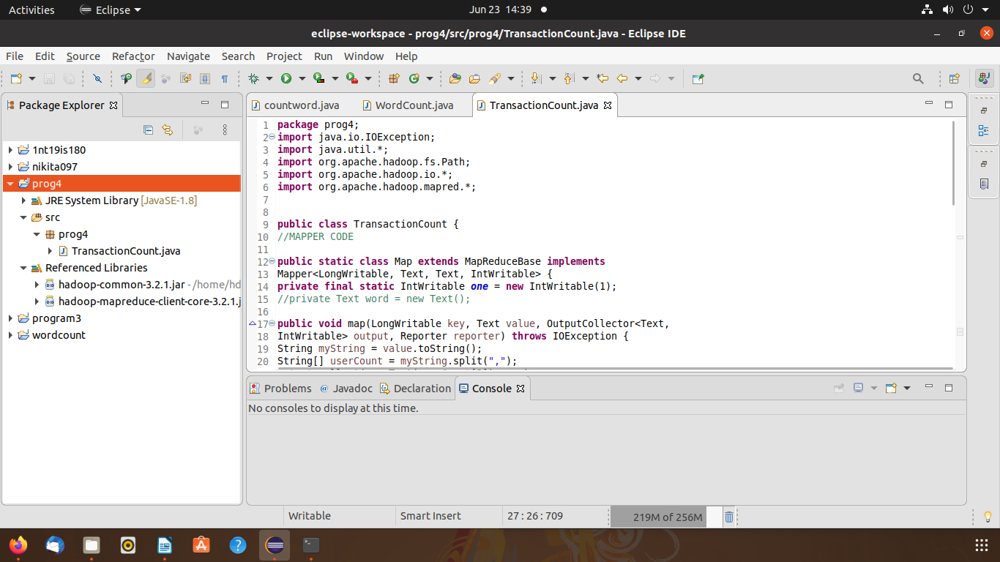 Activities Eclipse Jun 23 14:39
eclipse-workspace - prog4/src/prog4/TransactionCount.java - Eclipse IDE
File Edit Source Refactor Navigate Search Project Run Window Help
Package Explorer
1nt19is180
nikita097
prog4
JRE System Library [JavaSE-1.8]
src
prog4
TransactionCount.java
Referenced Libraries
hadoop-common-3.2.1.jar - /home/hd
hadoop-mapreduce-client-core-3.2.1.j
program3
wordcount
countword.java WordCount.java TransactionCount.java
1 package prog4;
2 import java.io.IOException;
3 import java.util.*;
4 import org.apache.hadoop.fs.Path;
5 import org.apache.hadoop.io.*;
6 import org.apache.hadoop.mapred.*;
7
8
9 public class TransactionCount {
10 //MAPPER CODE
11
12 public static class Map extends MapReduceBase implements
13 Mapper<LongWritable, Text, Text, IntWritable> {
14 private final static IntWritable one = new IntWritable(1);
15 //private Text word = new Text();
16
17 public void map(LongWritable key, Text value, OutputCollector<Text,
18 IntWritable> output, Reporter reporter) throws IOException {
19 String myString = value.toString();
20 String[] userCount = myString.split(",");
Problems Javadoc Declaration Console
No consoles to display at this time.
Writable Smart Insert 27 : 26 : 709 219M of 256M